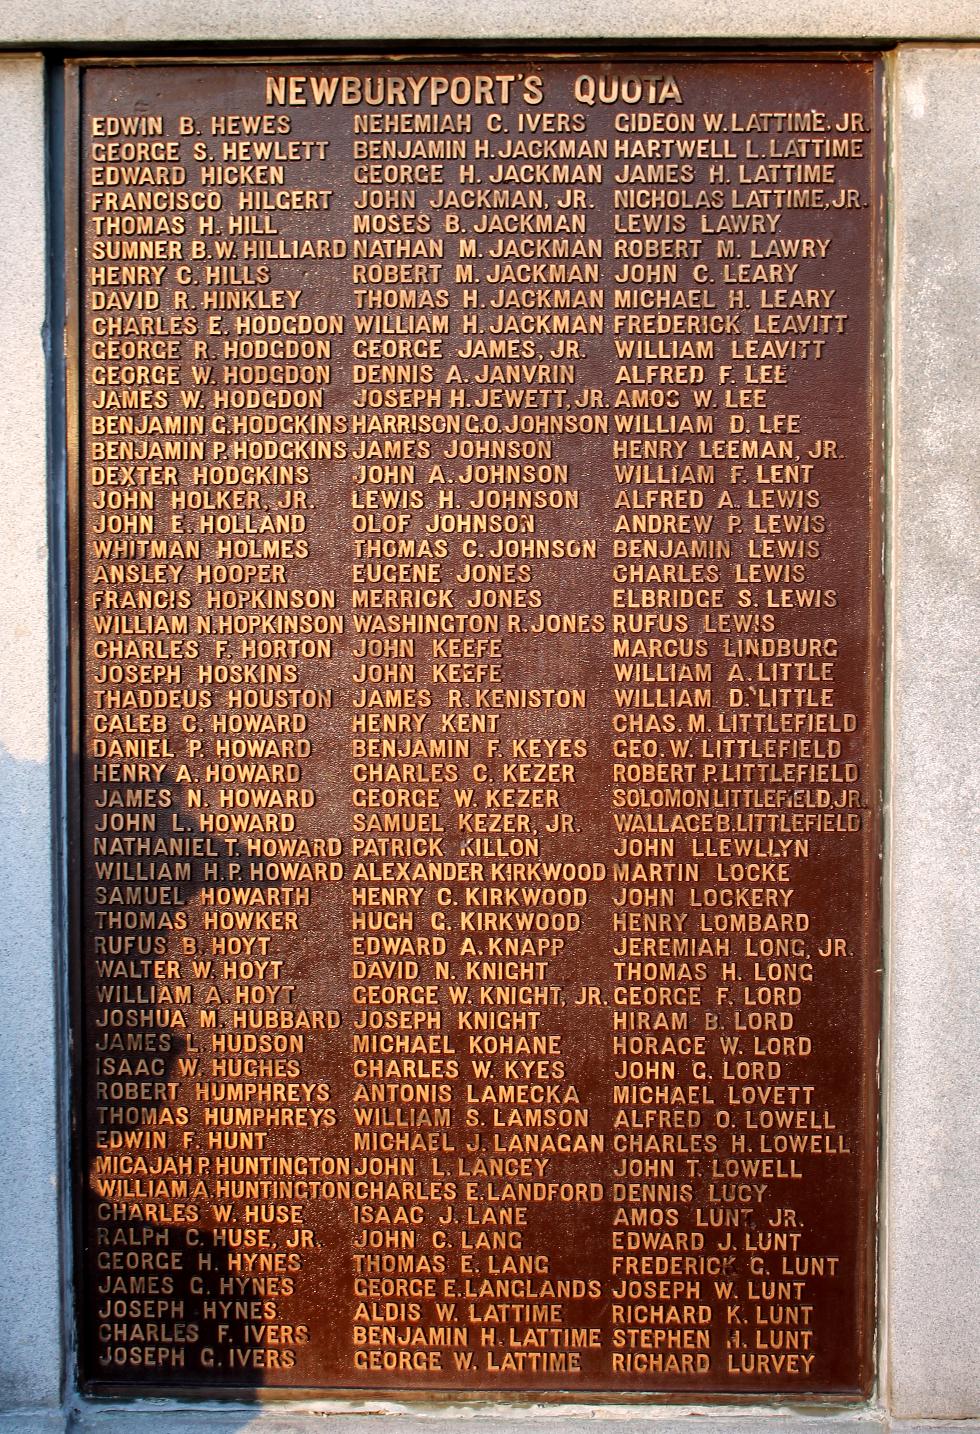 NEWBURYPORT'S QUOTA
EDWIN B. HEWES
GEORGE S. HEWLETT
EDWARD HICKEN
FRANCISCO HILGERT
THOMAS H. HILL
SUMNER B.W. HILLIARD
HENRY C. HILLS
DAVID R. HINKLEY
CHARLES E. HODGDON
GEORGE R. HODGDON
GEORGE W. HODGDON
JAMES W. HODGDON
BENJAMIN G. HODGKINS
BENJAMIN P. HODGKINS
DEXTER HODGKINS
JOHN HOLKER, JR.
JOHN E. HOLLAND
WHITMAN HOLMES
ANSLEY HOOPER
FRANCIS HOPKINSON
WILLIAM N. HOPKINSON
CHARLES F. HORTON
JOSEPH HOSKINS
THADDEUS HOUSTON
CALEB C. HOWARD
DANIEL P. HOWARD
HENRY A. HOWARD
JAMES N. HOWARD
JOHN L. HOWARD
NATHANIEL T. HOWARD
WILLIAM H.P. HOWARD
SAMUEL HOWARTH
THOMAS HOWKER
RUFUS B. HOYT
WALTER W. HOYT
WILLIAM A. HOYT
JOSHUA M. HUBBARD
JAMES L. HUDSON
ISAAC W. HUGHES
ROBERT HUMPHREYS
THOMAS HUMPHREYS
EDWIN F. HUNT
MICAJAH P. HUNTINGTON
WILLIAM A. HUNTINGTON
CHARLES W. HUSE
RALPH C. HUSE, JR.
GEORGE H. HYNES
JAMES G. HYNES
JOSEPH HYNES
CHARLES F. IVERS
JOSEPH G. IVERS
NEHEMIAH C. IVERS
BENJAMIN H. JACKMAN
GEORGE H. JACKMAN
JOHN JACKMAN, JR.
MOSES B. JACKMAN
NATHAN M. JACKMAN
ROBERT M. JACKMAN
THOMAS H. JACKMAN
WILLIAM H. JACKMAN
GEORGE JAMES, JR.
DENNIS A. JANVRIN
JOSEPH H. JEWETT, JR.
HARRISON G.O. JOHNSON
JAMES JOHNSON
JOHN A. JOHNSON
LEWIS H. JOHNSON
OLOF JOHNSON
THOMAS C. JOHNSON
EUGENE JONES
MERRICK JONES
WASHINGTON R. JONES
JOHN KEEFE
JOHN KEEFE
JAMES R. KENISTON
HENRY KENT
BENJAMIN F. KEYES
CHARLES C. KEZER
GEORGE W. KEZER
SAMUEL KEZER, JR.
PATRICK KILLON
ALEXANDER KIRKWOOD
HENRY C. KIRKWOOD
HUGH G. KIRKWOOD
EDWARD A. KNAPP
DAVID N. KNIGHT
GEORGE W. KNIGHT, JR.
JOSEPH KNIGHT
MICHAEL KOHANE
CHARLES W. KYES
ANTONIS LAMECKA
WILLIAM S. LAMSON
MICHAEL J. LANAGAN
JOHN L. LANCEY
CHARLES E. LANDFORD
ISAAC J. LANE
JOHN C. LANG
THOMAS E. LANG
GEORGE E. LANGLANDS
ALDIS W. LATTIME
BENJAMIN H. LATTIME
GEORGE W. LATTIME
GIDEON W. LATTIME, JR.
HARTWELL L. LATTIME
JAMES H. LATTIME
NICHOLAS LATTIME, JR.
LEWIS LAWRY
ROBERT M. LAWRY
JOHN C. LEARY
MICHAEL H. LEARY
FREDERICK LEAVITT
WILLIAM LEAVITT
ALFRED F. LEE
AMOS W. LEE
WILLIAM D. LEE
HENRY LEEMAN, JR.
WILLIAM F. LENT
ALFRED A. LEWIS
ANDREW P. LEWIS
BENJAMIN LEWIS
CHARLES LEWIS
ELBRIDGE S. LEWIS
RUFUS LEWIS
MARCUS LINDBURG
WILLIAM A. LITTLE
WILLIAM D. LITTLE
CHAS. M. LITTLEFIELD
GEO. W. LITTLEFIELD
ROBERT P. LITTLEFIELD
SOLOMON LITTLEFIELD, JR.
WALLACE B. LITTLEFIELD
JOHN LLEWLLYN
MARTIN LOCKE
JOHN LOCKERY
HENRY LOMBARD
JEREMIAH LONG, JR.
THOMAS H. LONG
GEORGE F. LORD
HIRAM B. LORD
HORACE W. LORD
JOHN G. LORD
MICHAEL LOVETT
ALFRED O. LOWELL
CHARLES H. LOWELL
JOHN T. LOWELL
DENNIS LUCY
AMOS LUNT, JR.
EDWARD J. LUNT
FREDERICK G. LUNT
JOSEPH W. LUNT
RICHARD K. LUNT
STEPHEN H. LUNT
RICHARD LURVEY